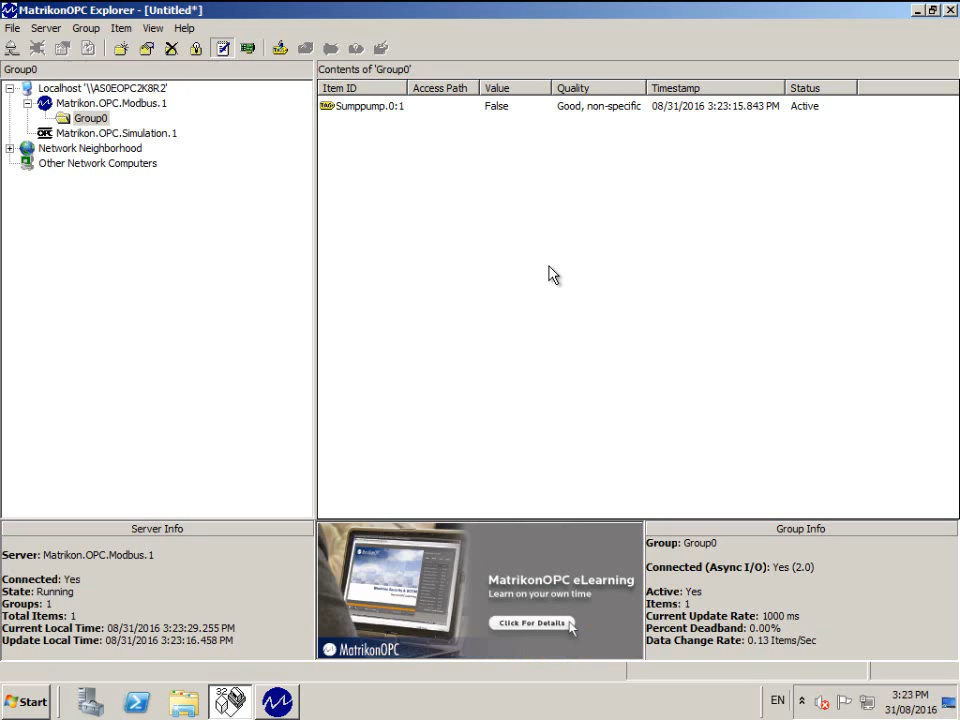 MatrikonOPC Explorer - [Untitled*]
File Server Group Item View Help
Group0
Contents of 'Group0'
Localhost '\\AS0EOPC2K8R2'
Matrikon.OPC.Modbus.1
Group0
Matrikon.OPC.Simulation.1
Network Neighborhood
Other Network Computers
Item ID Access Path Value Quality Timestamp Status
Sumppump.0:1 False Good, non-specific 08/31/2016 3:23:15.843 PM Active
Server Info
Server: Matrikon.OPC.Modbus.1
Connected: Yes
State: Running
Groups: 1
Total Items: 1
Current Local Time: 08/31/2016 3:23:29.255 PM
Update Local Time: 08/31/2016 3:23:16.458 PM
MatrikonOPC eLearning
Learn on your own time
Click For Details
MatrikonOPC
Group Info
Group: Group0
Connected (Async I/O): Yes (2.0)
Active: Yes
Items: 1
Current Update Rate: 1000 ms
Percent Deadband: 0.00%
Data Change Rate: 0.13 Items/Sec
Start
32
EN
3:23 PM
31/08/2016